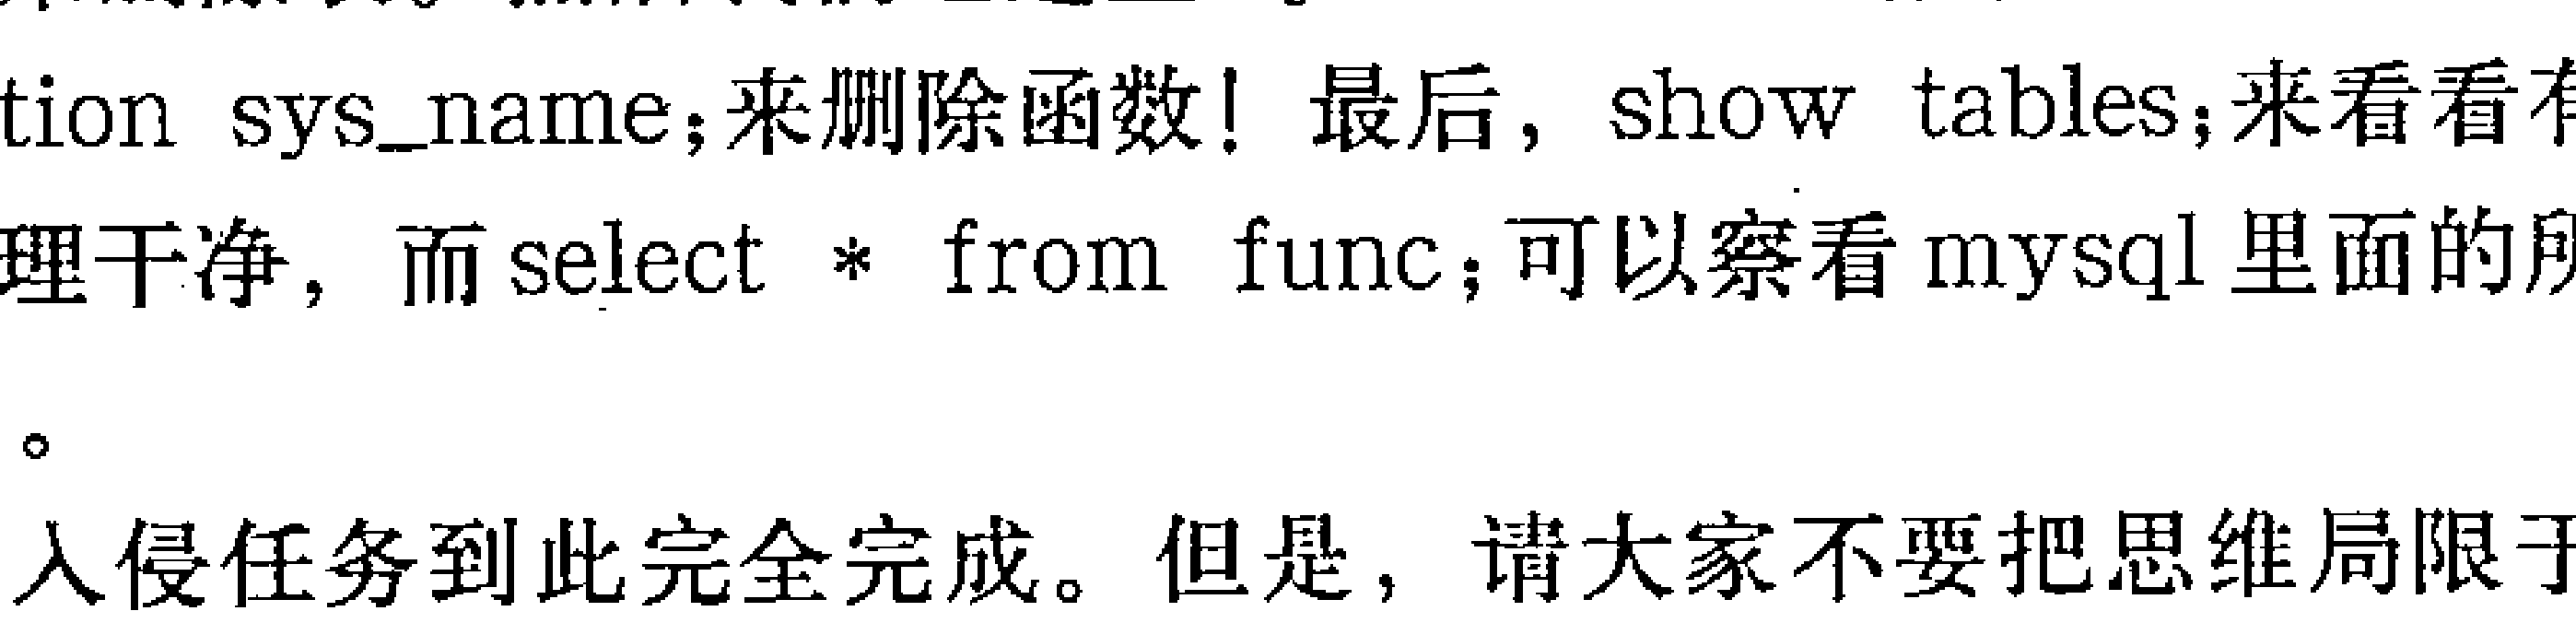 tion sys_name;来删除函数！最后，show tables;来看看有
理干净，而select * from func;可以察看mysql里面的所
。
入侵任务到此完全完成。但是，请大家不要把思维局限于